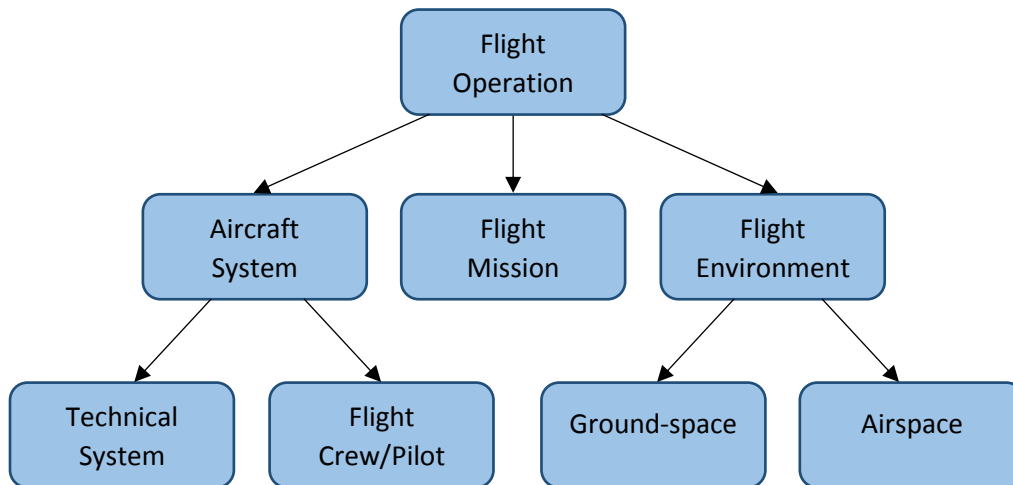 Flight
Operation
Aircraft
System
Flight
Mission
Flight
Environment
Technical
System
Flight
Crew/Pilot
Ground-space
Airspace